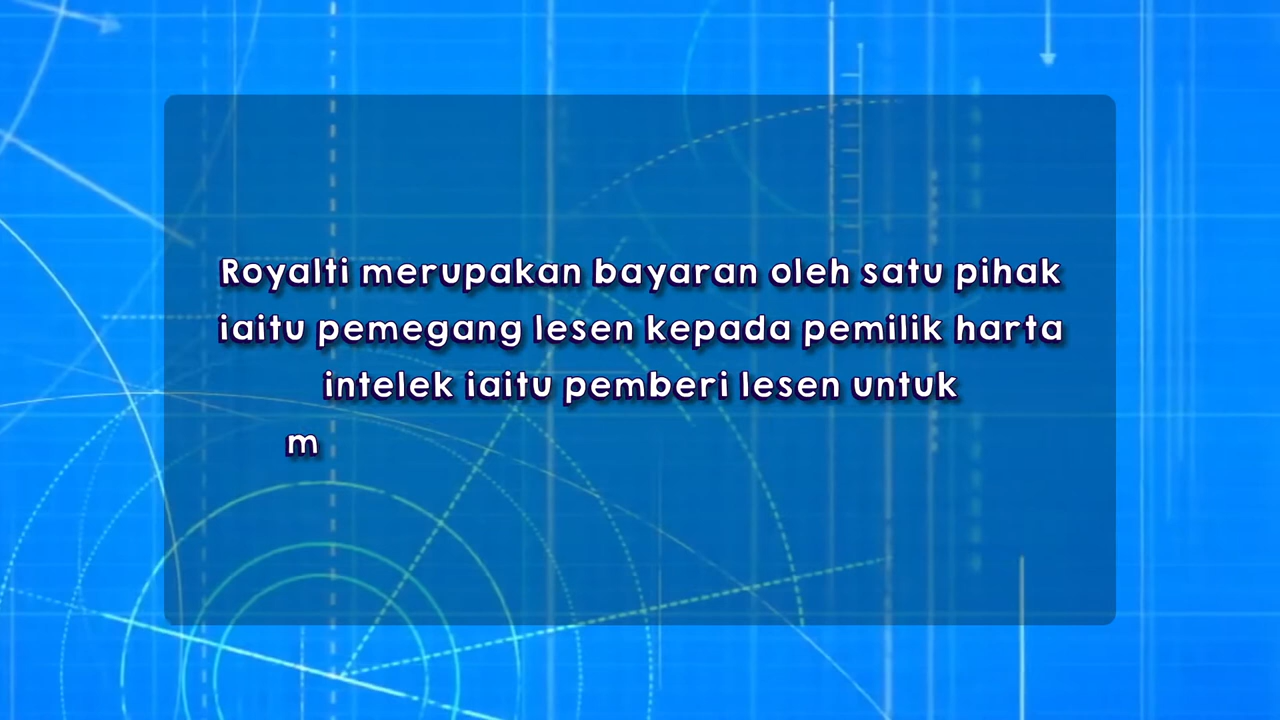 Royalti merupakan bayaran oleh satu pihak
iaitu pemegang lesen kepada pemilik harta
intelek iaitu pemberi lesen untuk
m